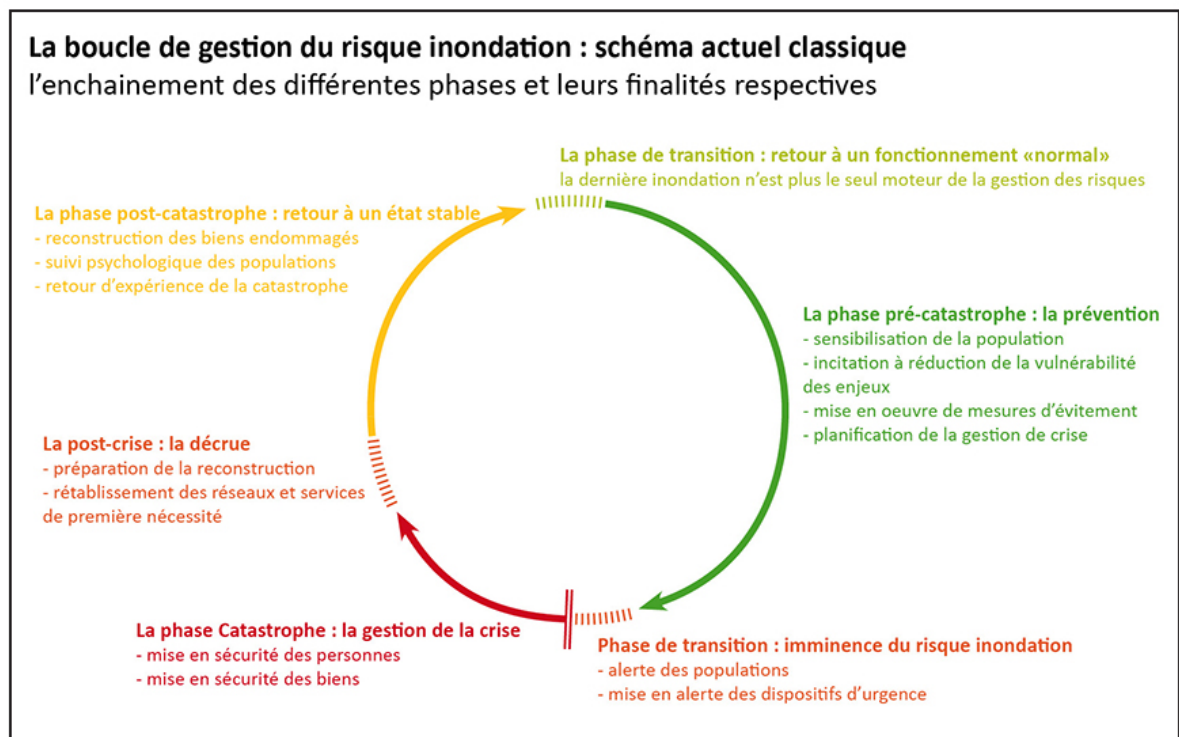 La boucle de gestion du risque inondation : schéma actuel classique
l'enchainement des différentes phases et leurs finalités respectives
La phase de transition : retour à un fonctionnement «normal»
la dernière inondation n'est plus le seul moteur de la gestion des risques
La phase post-catastrophe : retour à un état stable
- reconstruction des biens endommagés
- suivi psychologique des populations
- retour d'expérience de la catastrophe
La phase pré-catastrophe : la prévention
- sensibilisation de la population
- incitation à réduction de la vulnérabilité
des enjeux
- mise en oeuvre de mesures d'évitement
- planification de la gestion de crise
La post-crise : la décrue
- préparation de la reconstruction
- rétablissement des réseaux et services
de première nécessité
La phase Catastrophe : la gestion de la crise
- mise en sécurité des personnes
- mise en sécurité des biens
Phase de transition : imminence du risque inondation
- alerte des populations
- mise en alerte des dispositifs d'urgence